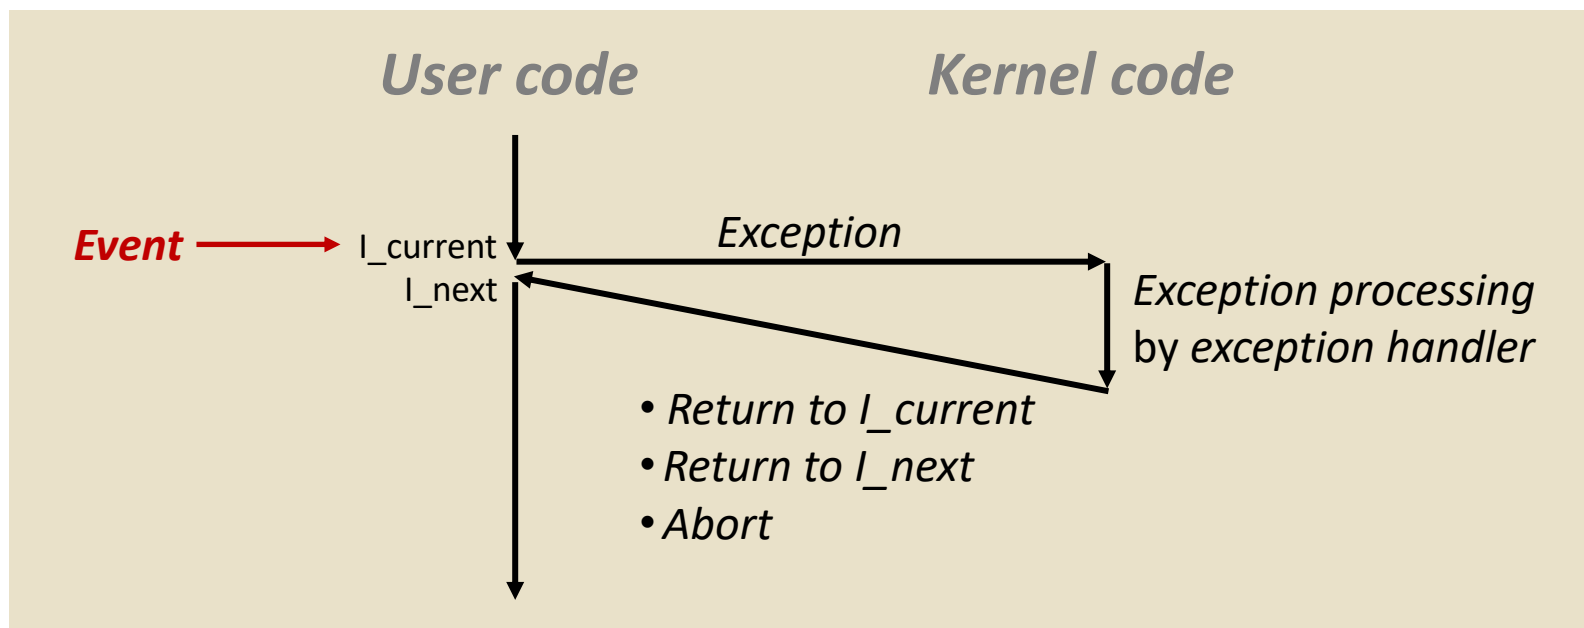 User code
Kernel code
Event
I_current
Exception
I_next
Exception processing
by exception handler
• Return to I_current
• Return to I_next
• Abort